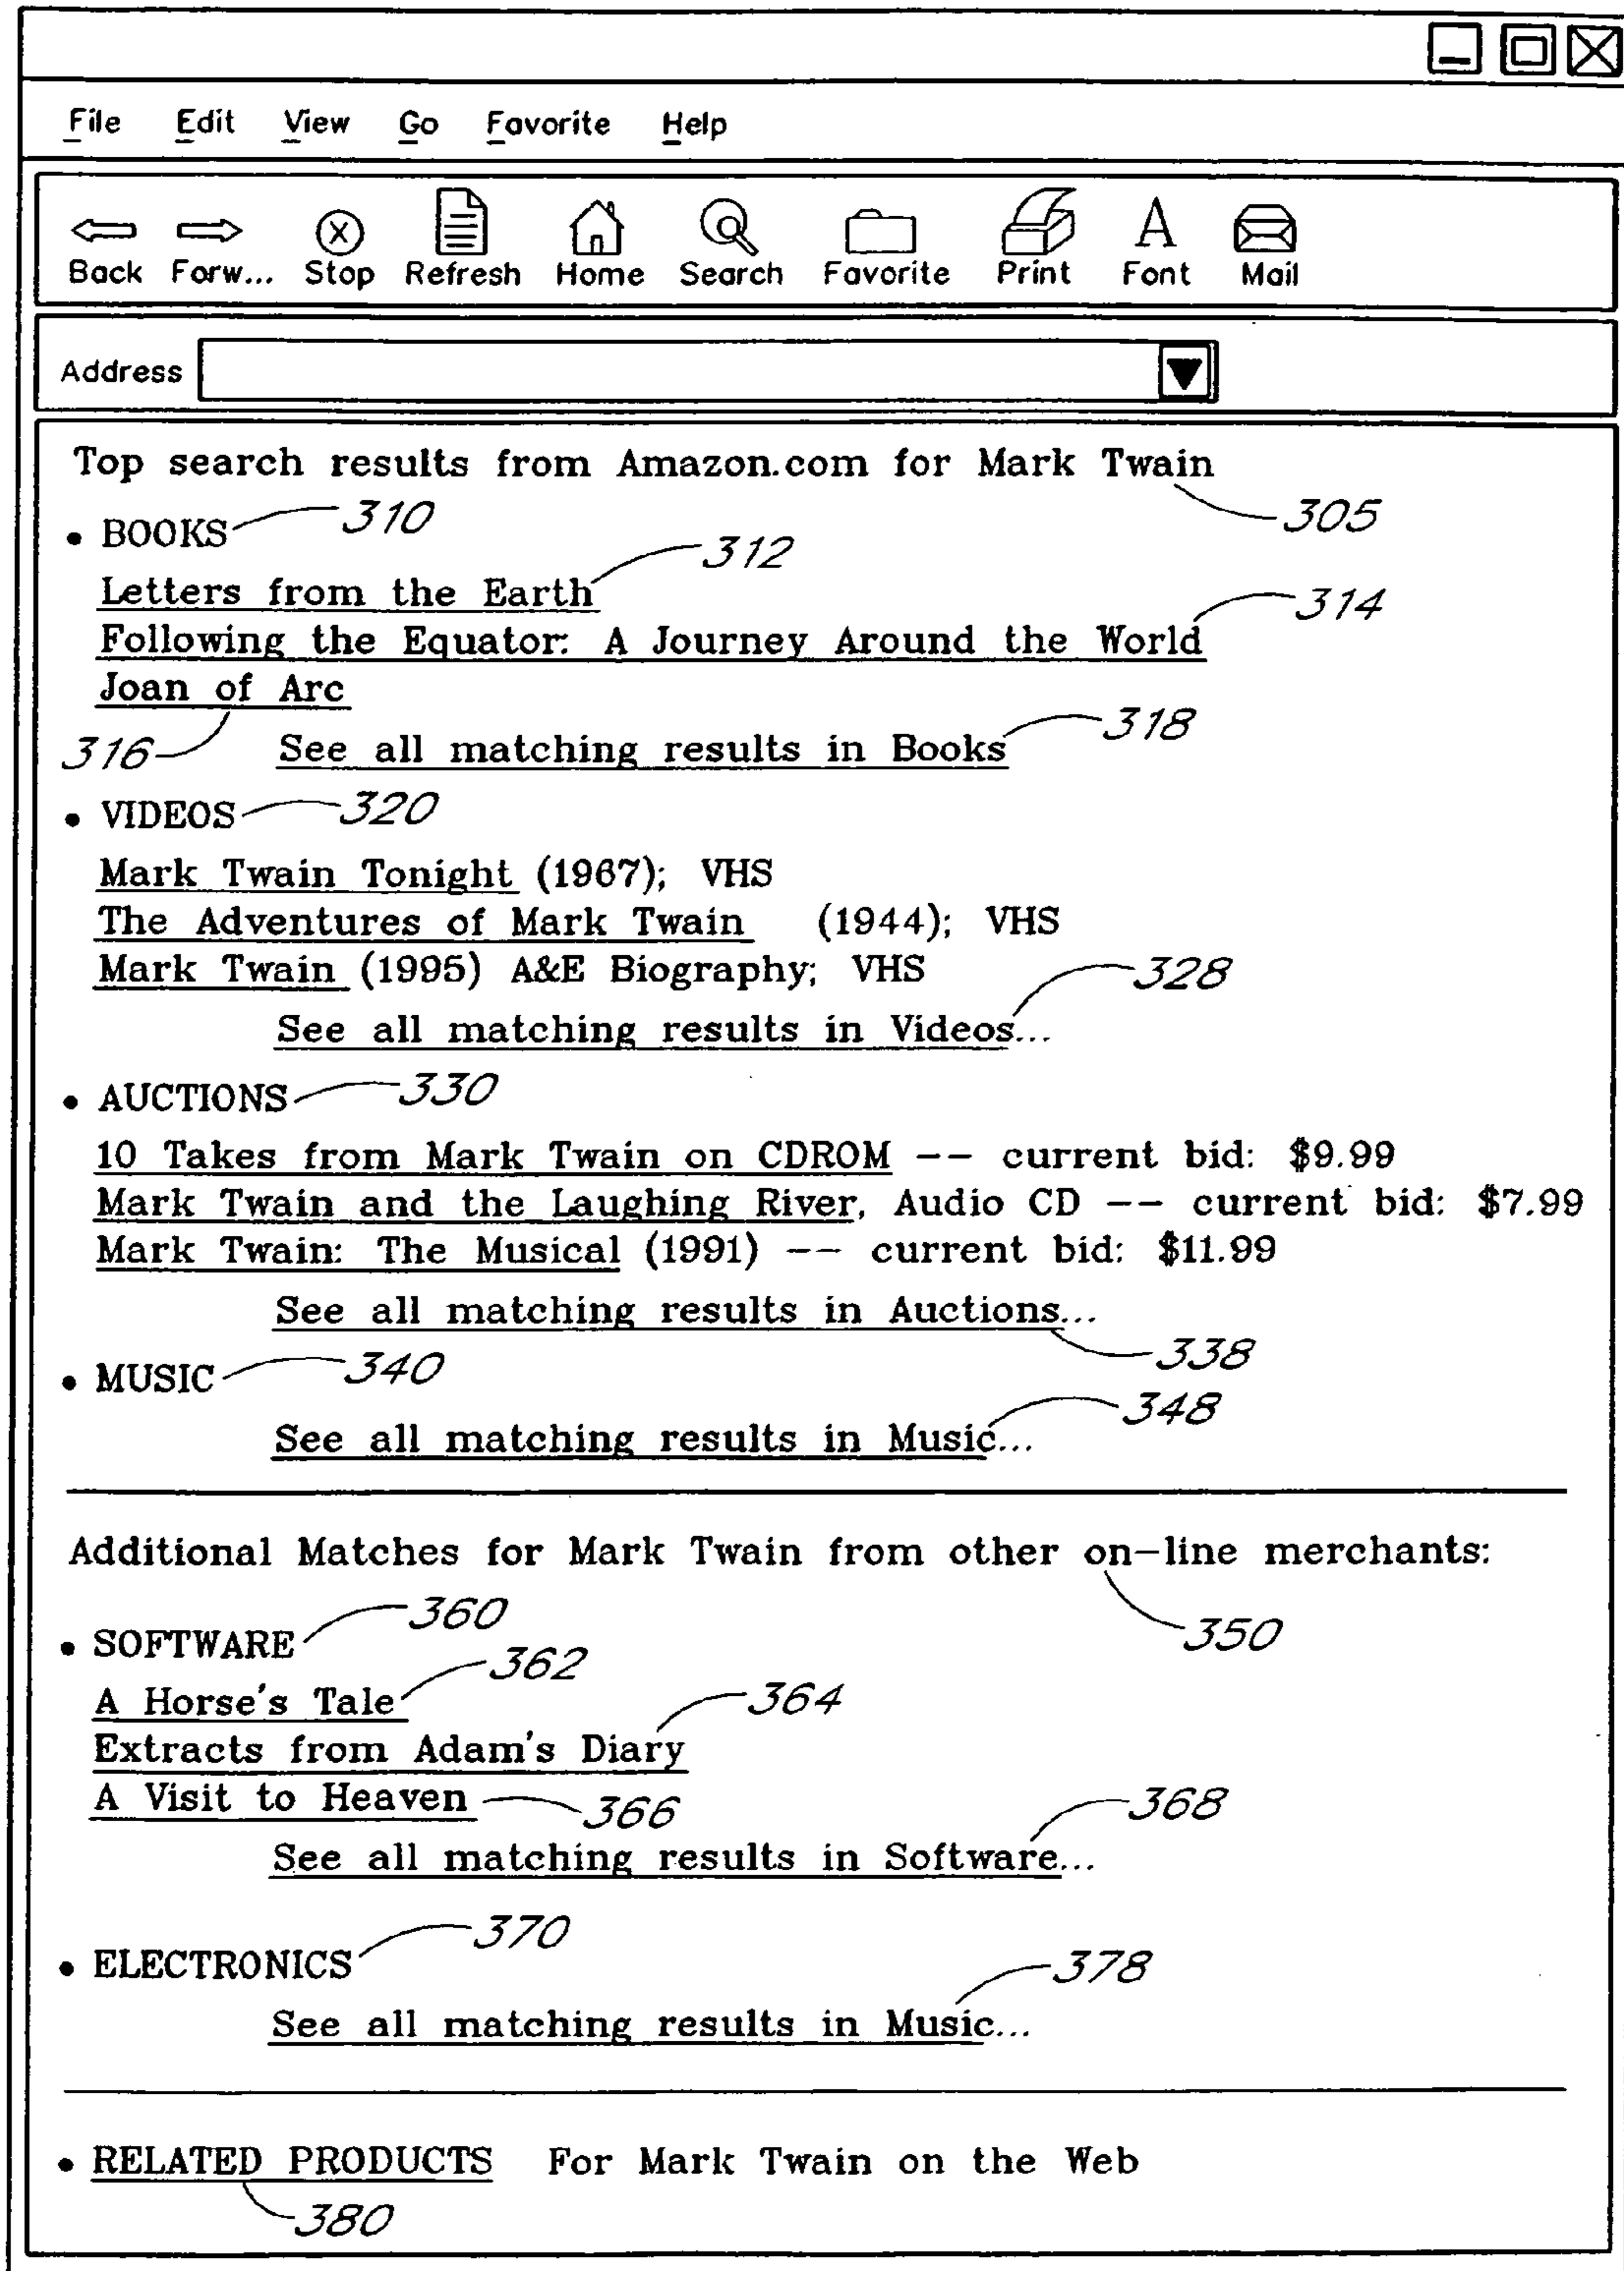 File Edit View Go Favorite Help
Back Forw... Stop Refresh Home Search Favorite Print Font Mail
Address
Top search results from Amazon.com for Mark Twain
305
• BOOKS 310
312
Letters from the Earth
314
Following the Equator: A Journey Around the World
Joan of Arc
316 See all matching results in Books 318
• VIDEOS 320
Mark Twain Tonight (1967); VHS
The Adventures of Mark Twain (1944); VHS
Mark Twain (1995) A&E Biography; VHS
328
See all matching results in Videos...
• AUCTIONS 330
10 Takes from Mark Twain on CDROM -- current bid: $9.99
Mark Twain and the Laughing River, Audio CD -- current bid: $7.99
Mark Twain: The Musical (1991) -- current bid: $11.99
See all matching results in Auctions...
338
• MUSIC 340
348
See all matching results in Music...
Additional Matches for Mark Twain from other on-line merchants:
350
• SOFTWARE 360
362
A Horse's Tale
364
Extracts from Adam's Diary
A Visit to Heaven 366
368
See all matching results in Software...
• ELECTRONICS 370
378
See all matching results in Music...
• RELATED PRODUCTS For Mark Twain on the Web
380